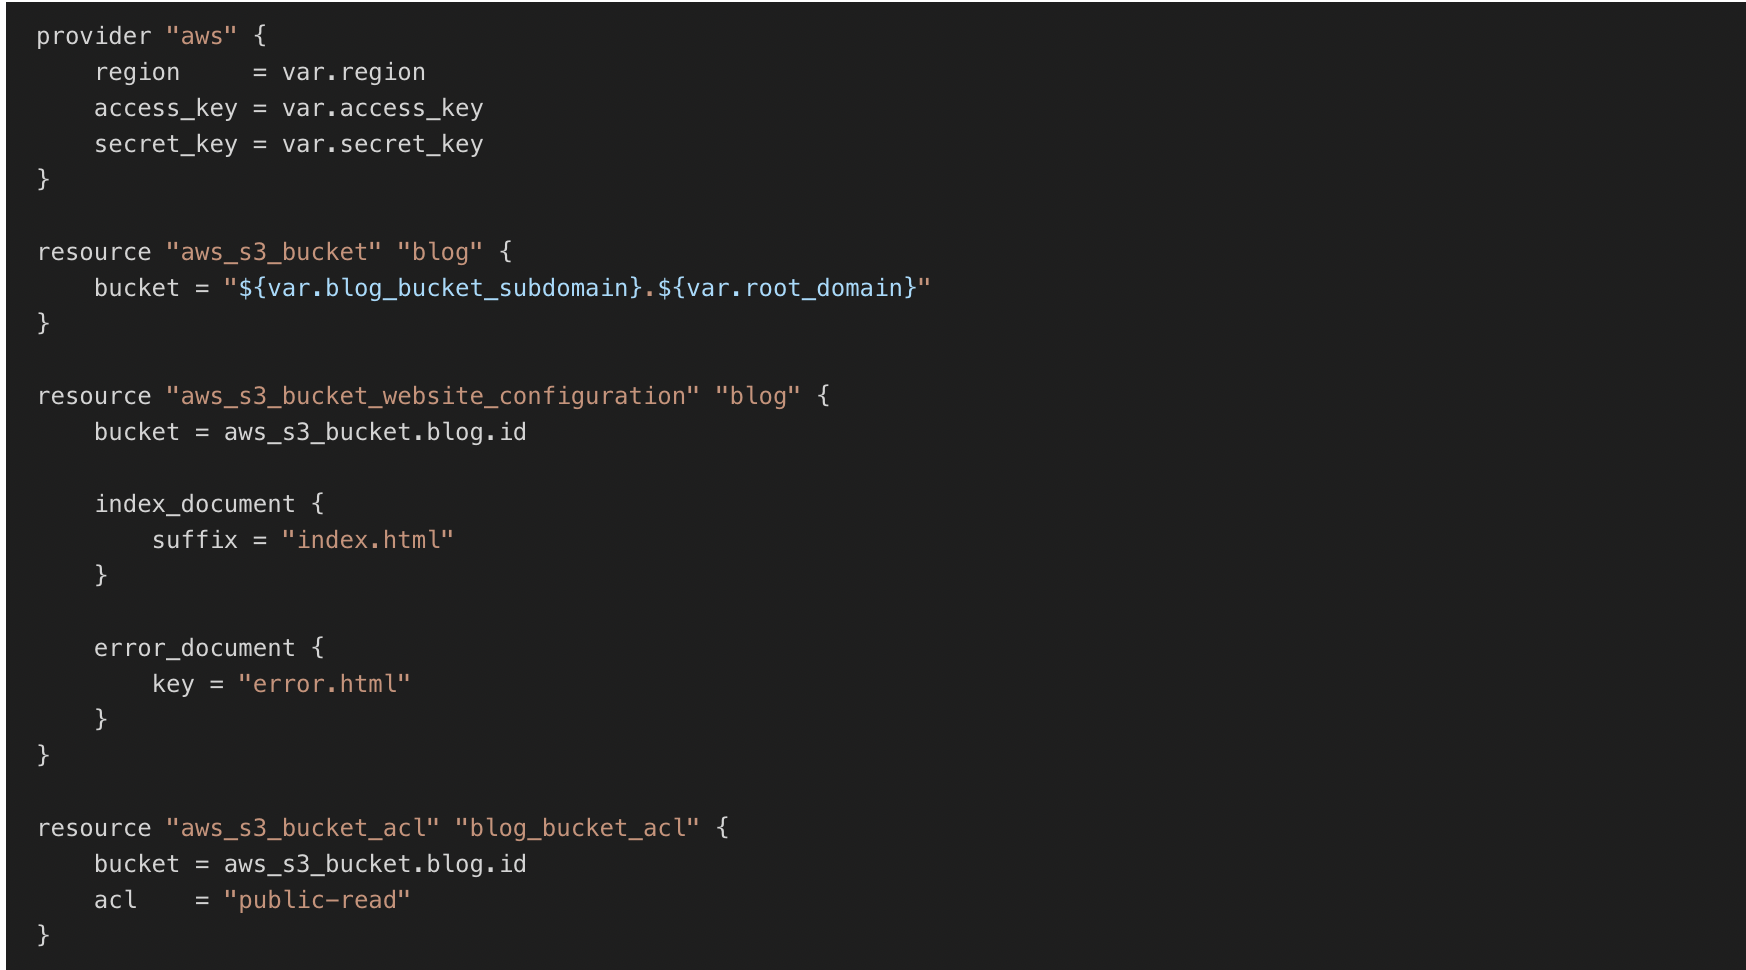 provider "aws" {
region     = var.region
access_key = var.access_key
secret_key = var.secret_key
}
resource "aws_s3_bucket" "blog" {
bucket = "${var.blog_bucket_subdomain}.${var.root_domain}"
}
resource "aws_s3_bucket_website_configuration" "blog" {
bucket = aws_s3_bucket.blog.id
index_document {
suffix = "index.html"
}
error_document {
key = "error.html"
}
}
resource "aws_s3_bucket_acl" "blog_bucket_acl" {
bucket = aws_s3_bucket.blog.id
acl    = "public-read"
}